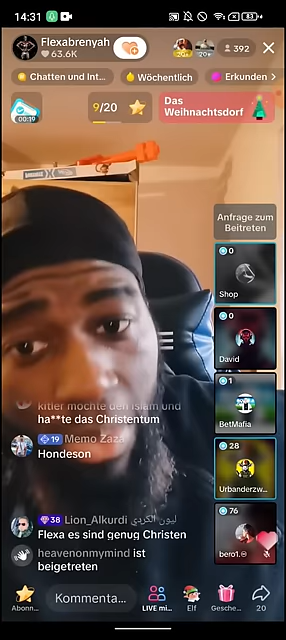 14:31
83
Flexabrenyah
63.6K
392
Chatten und Int...
Wöchentlich
Erkunden
00:19
9/20
Das
Weihnachtsdorf
Anfrage zum
Beitreten
0
Shop
0
David
1
BetMafia
28
Urbanderzw...
76
bero1.
kitler möchte den Islam und
ha**te das Christentum
19 Memo Zaza
Hondeson
38 Lion_Alkurdi ليون الكردي
Flexa es sind genug Christen
heavenonmymind ist
beigetreten
Abonn...
Kommenta...
LIVE mi...
Elf
Gesche...
20